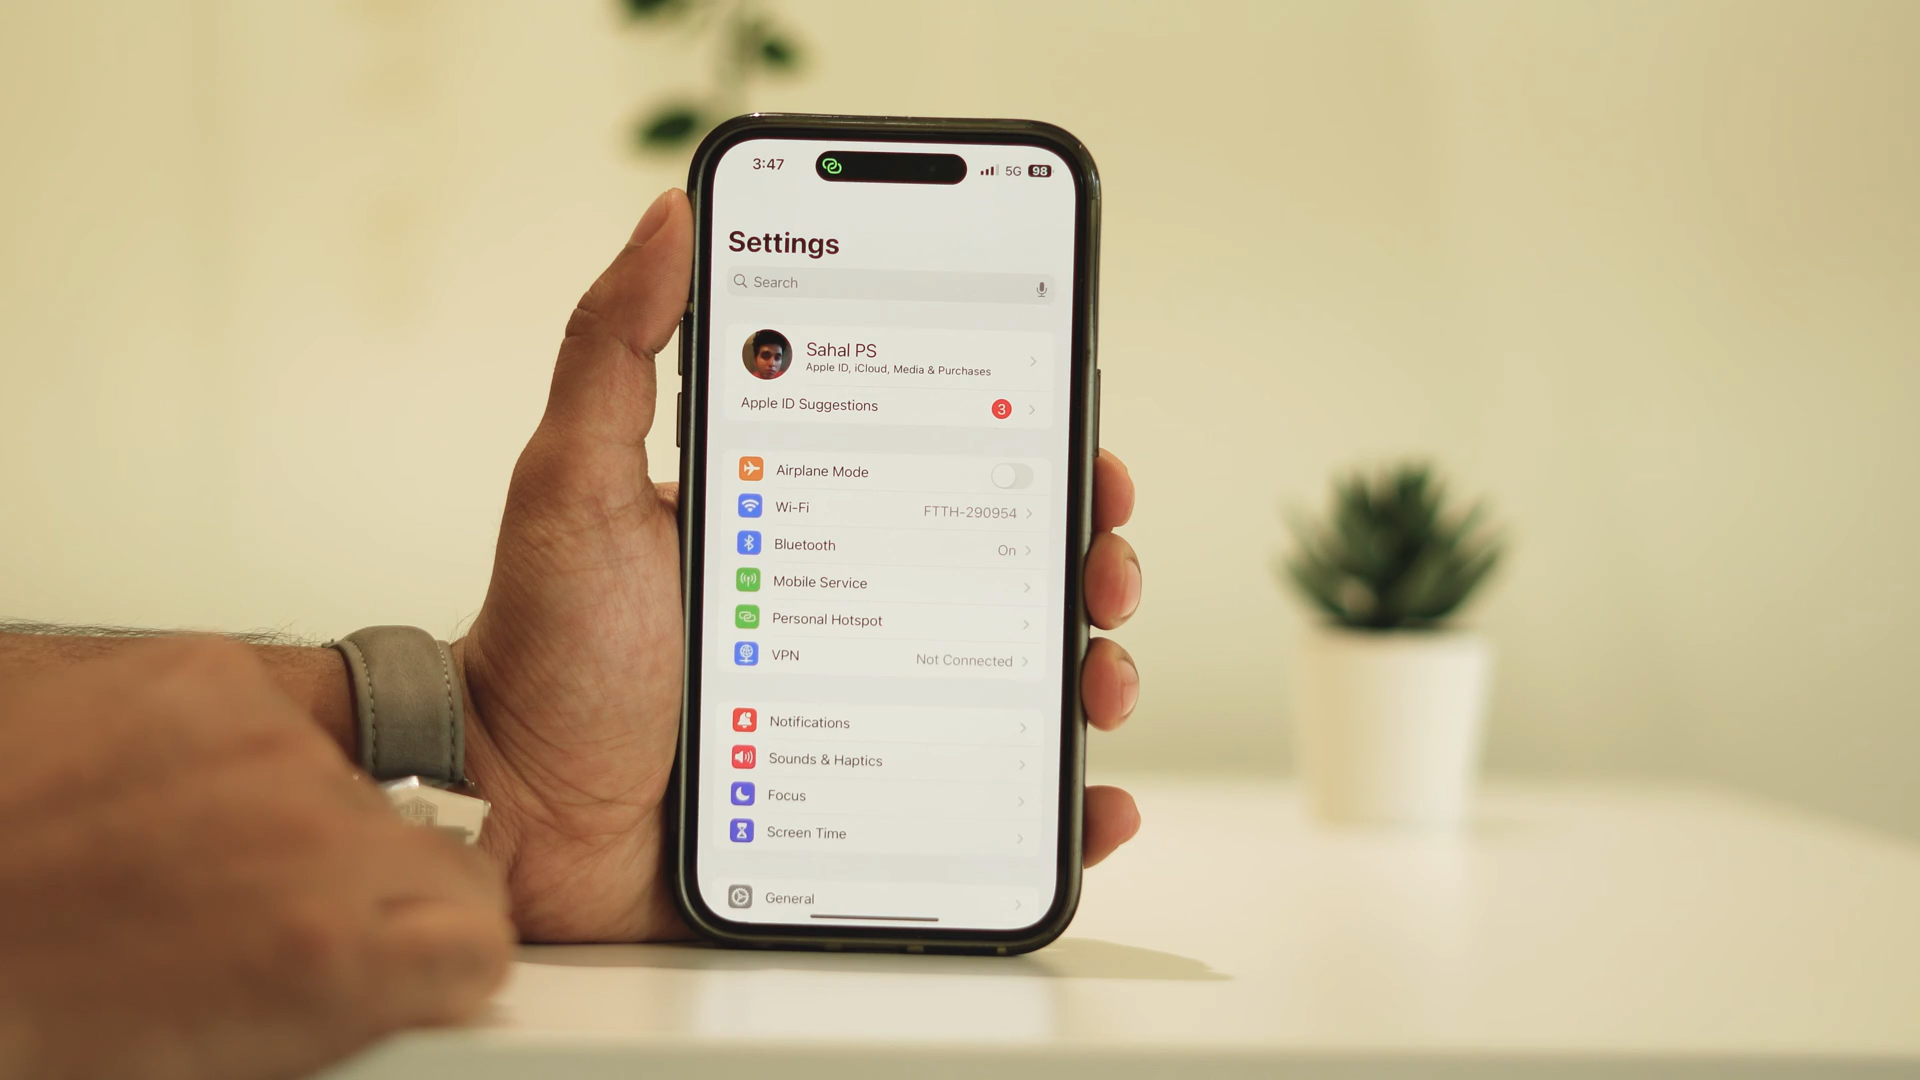 3:47 5G 98
Settings
Search
Sahal PS
Apple ID, iCloud, Media & Purchases
Apple ID Suggestions 3
Airplane Mode
Wi-Fi FTTH-290954
Bluetooth On
Mobile Service
Personal Hotspot
VPN Not Connected
Notifications
Sounds & Haptics
Focus
Screen Time
General